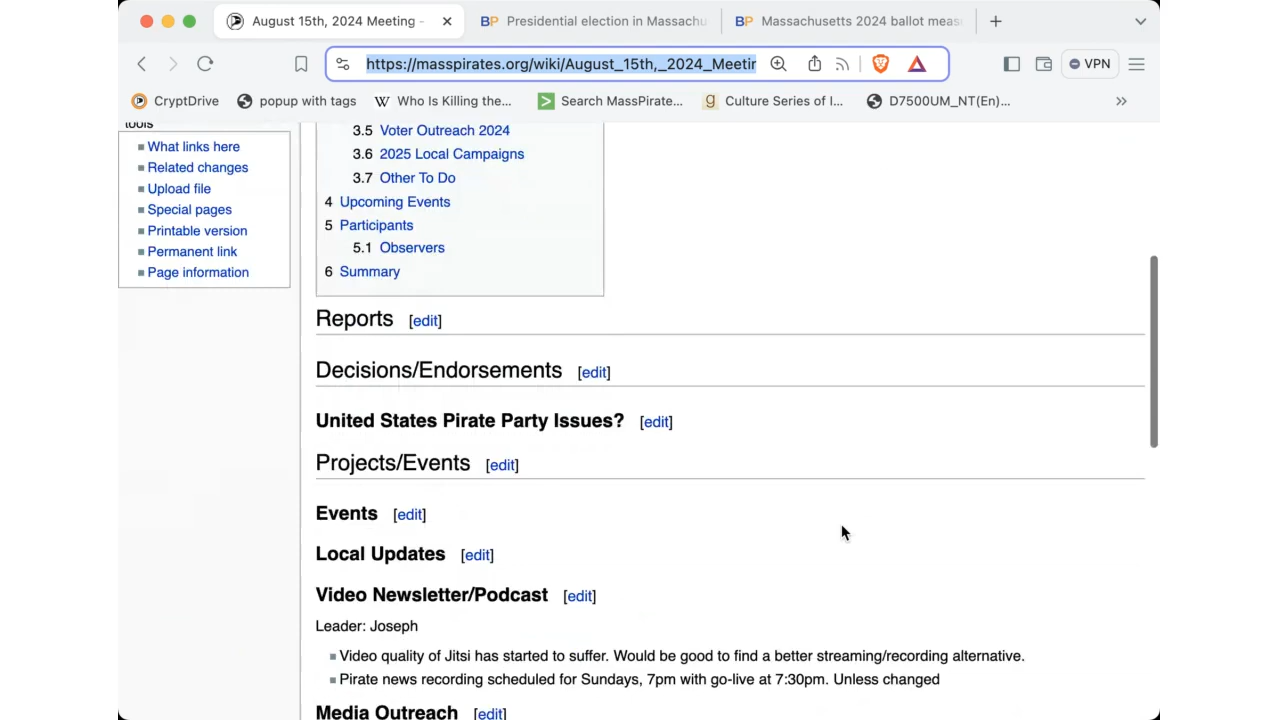 August 15th, 2024 Meeting -
Presidential election in Massachu
Massachusetts 2024 ballot meas
https://masspirates.org/wiki/August_15th,_2024_Meetir
VPN
CryptDrive
popup with tags
Who Is Killing the...
Search MassPirate...
Culture Series of I...
D7500UM_NT(En)...
tools
What links here
Related changes
Upload file
Special pages
Printable version
Permanent link
Page information
3.5 Voter Outreach 2024
3.6 2025 Local Campaigns
3.7 Other To Do
4 Upcoming Events
5 Participants
5.1 Observers
6 Summary
Reports [edit]
Decisions/Endorsements [edit]
United States Pirate Party Issues? [edit]
Projects/Events [edit]
Events [edit]
Local Updates [edit]
Video Newsletter/Podcast [edit]
Leader: Joseph
Video quality of Jitsi has started to suffer. Would be good to find a better streaming/recording alternative.
Pirate news recording scheduled for Sundays, 7pm with go-live at 7:30pm. Unless changed
Media Outreach [edit]